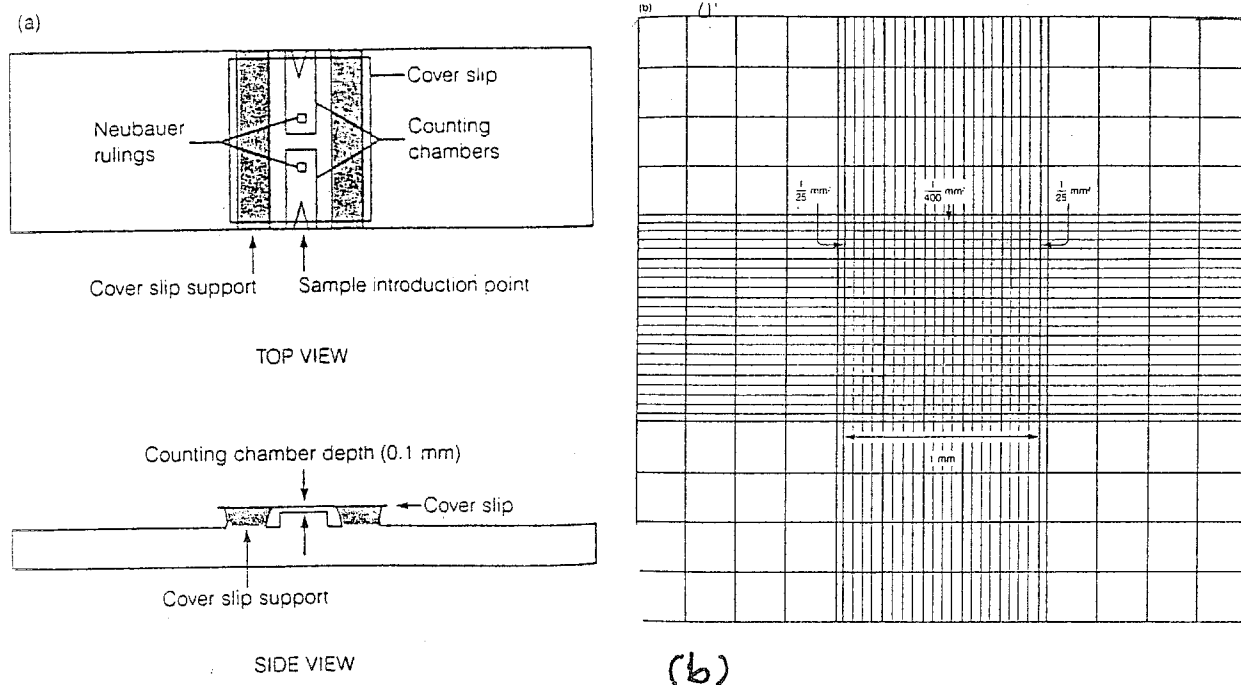 (a)
Cover slip
Neubauer
rulings
Counting
chambers
Cover slip support
Sample introduction point
TOP VIEW
Counting chamber depth (0.1 mm)
Cover slip
Cover slip support
SIDE VIEW
(b)
1/25 mm²
1/400 mm²
1/25 mm²
1 mm
(b)